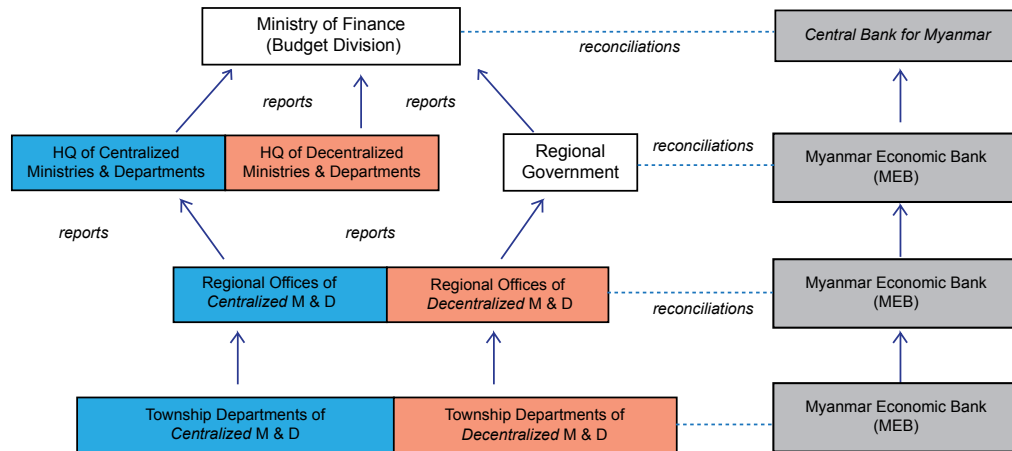 Ministry of Finance
(Budget Division)
reconciliations
Central Bank for Myanmar
reports
reports
HQ of Centralized
Ministries & Departments
HQ of Decentralized
Ministries & Departments
Regional
Government
reconciliations
Myanmar Economic Bank
(MEB)
reports
reports
Regional Offices of
Centralized M & D
Regional Offices of
Decentralized M & D
reconciliations
Myanmar Economic Bank
(MEB)
Township Departments of
Centralized M & D
Township Departments of
Decentralized M & D
Myanmar Economic Bank
(MEB)